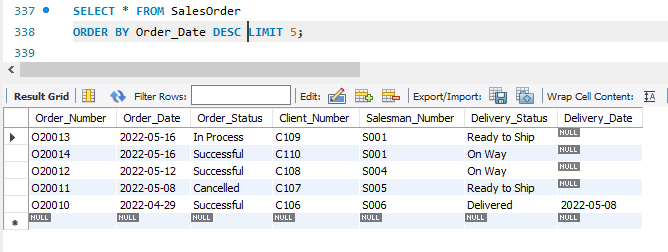 337 SELECT * FROM SalesOrder
338 ORDER BY Order_Date DESC LIMIT 5;
339
Result Grid Filter Rows: Edit: Export/Import: Wrap Cell Content: IA
Order_Number Order_Date Order_Status Client_Number Salesman_Number Delivery_Status Delivery_Date
O20013 2022-05-16 In Process C109 S001 Ready to Ship NULL
O20014 2022-05-16 Successful C110 S001 On Way NULL
O20012 2022-05-12 Successful C108 S004 On Way NULL
O20011 2022-05-08 Cancelled C107 S005 Ready to Ship NULL
O20010 2022-04-29 Successful C106 S006 Delivered 2022-05-08
NULL NULL NULL NULL NULL NULL NULL